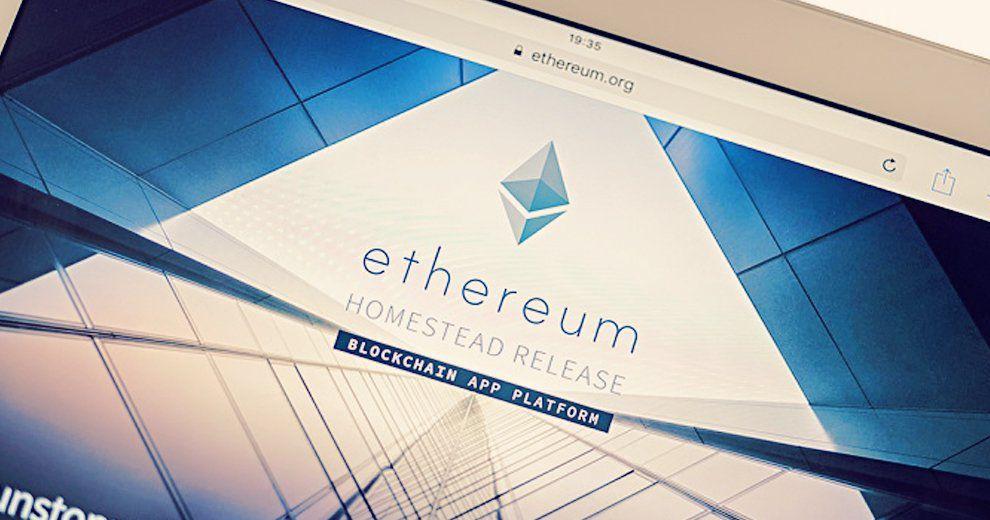 19:35
ethereum.org
ethereum
HOMESTEAD RELEASE
BLOCKCHAIN APP PLATFORM